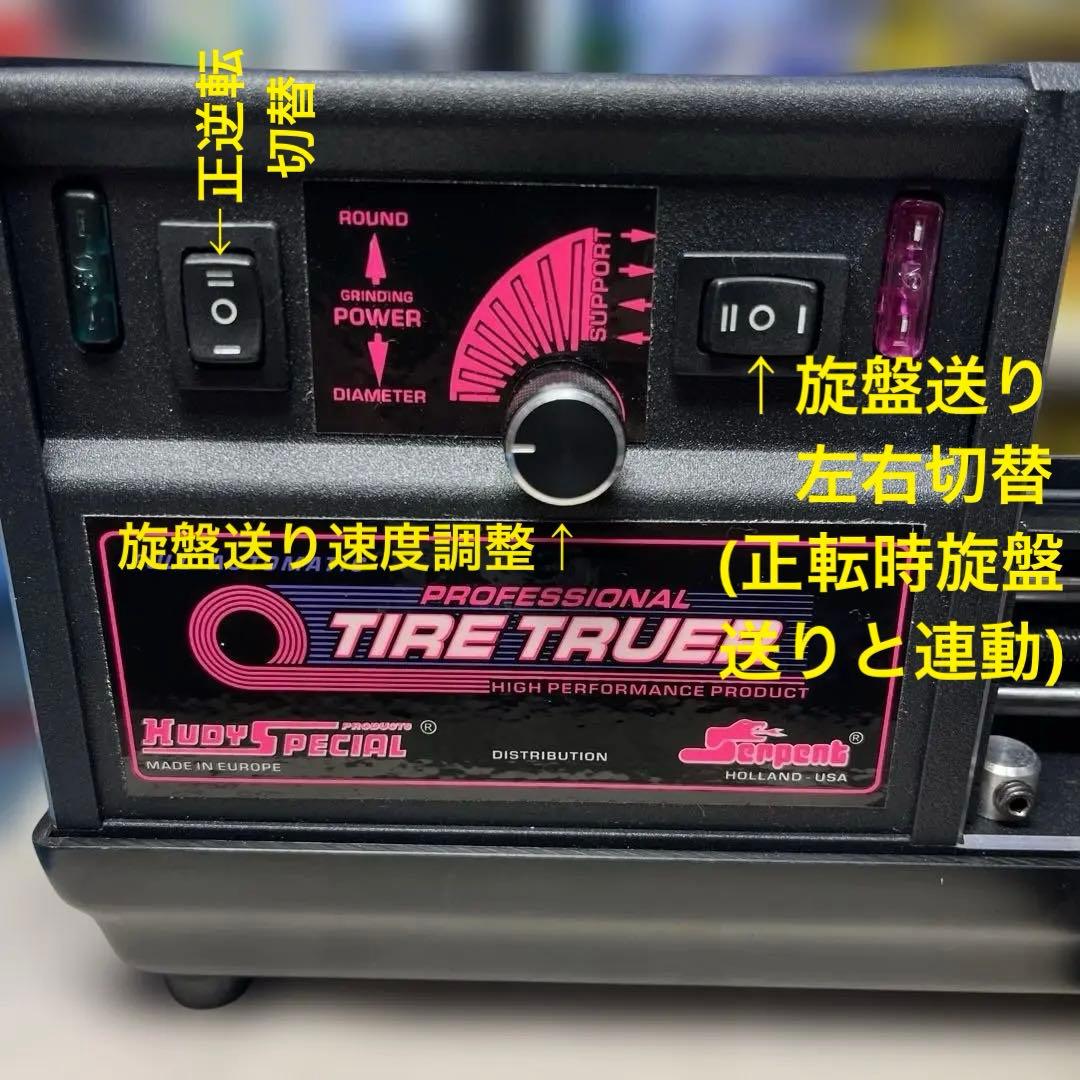 ←正逆転
切替
ROUND
GRINDING
POWER
DIAMETER
SUPPORT
II O I
II O I
↑旋盤送り
左右切替
(正転時旋盤
送りと連動)
旋盤送り速度調整↑
PROFESSIONAL
TIRE TRUER
HIGH PERFORMANCE PRODUCT
HUDY SPECIAL PRODUCTS ®
MADE IN EUROPE
DISTRIBUTION
Serpent ®
HOLLAND - USA